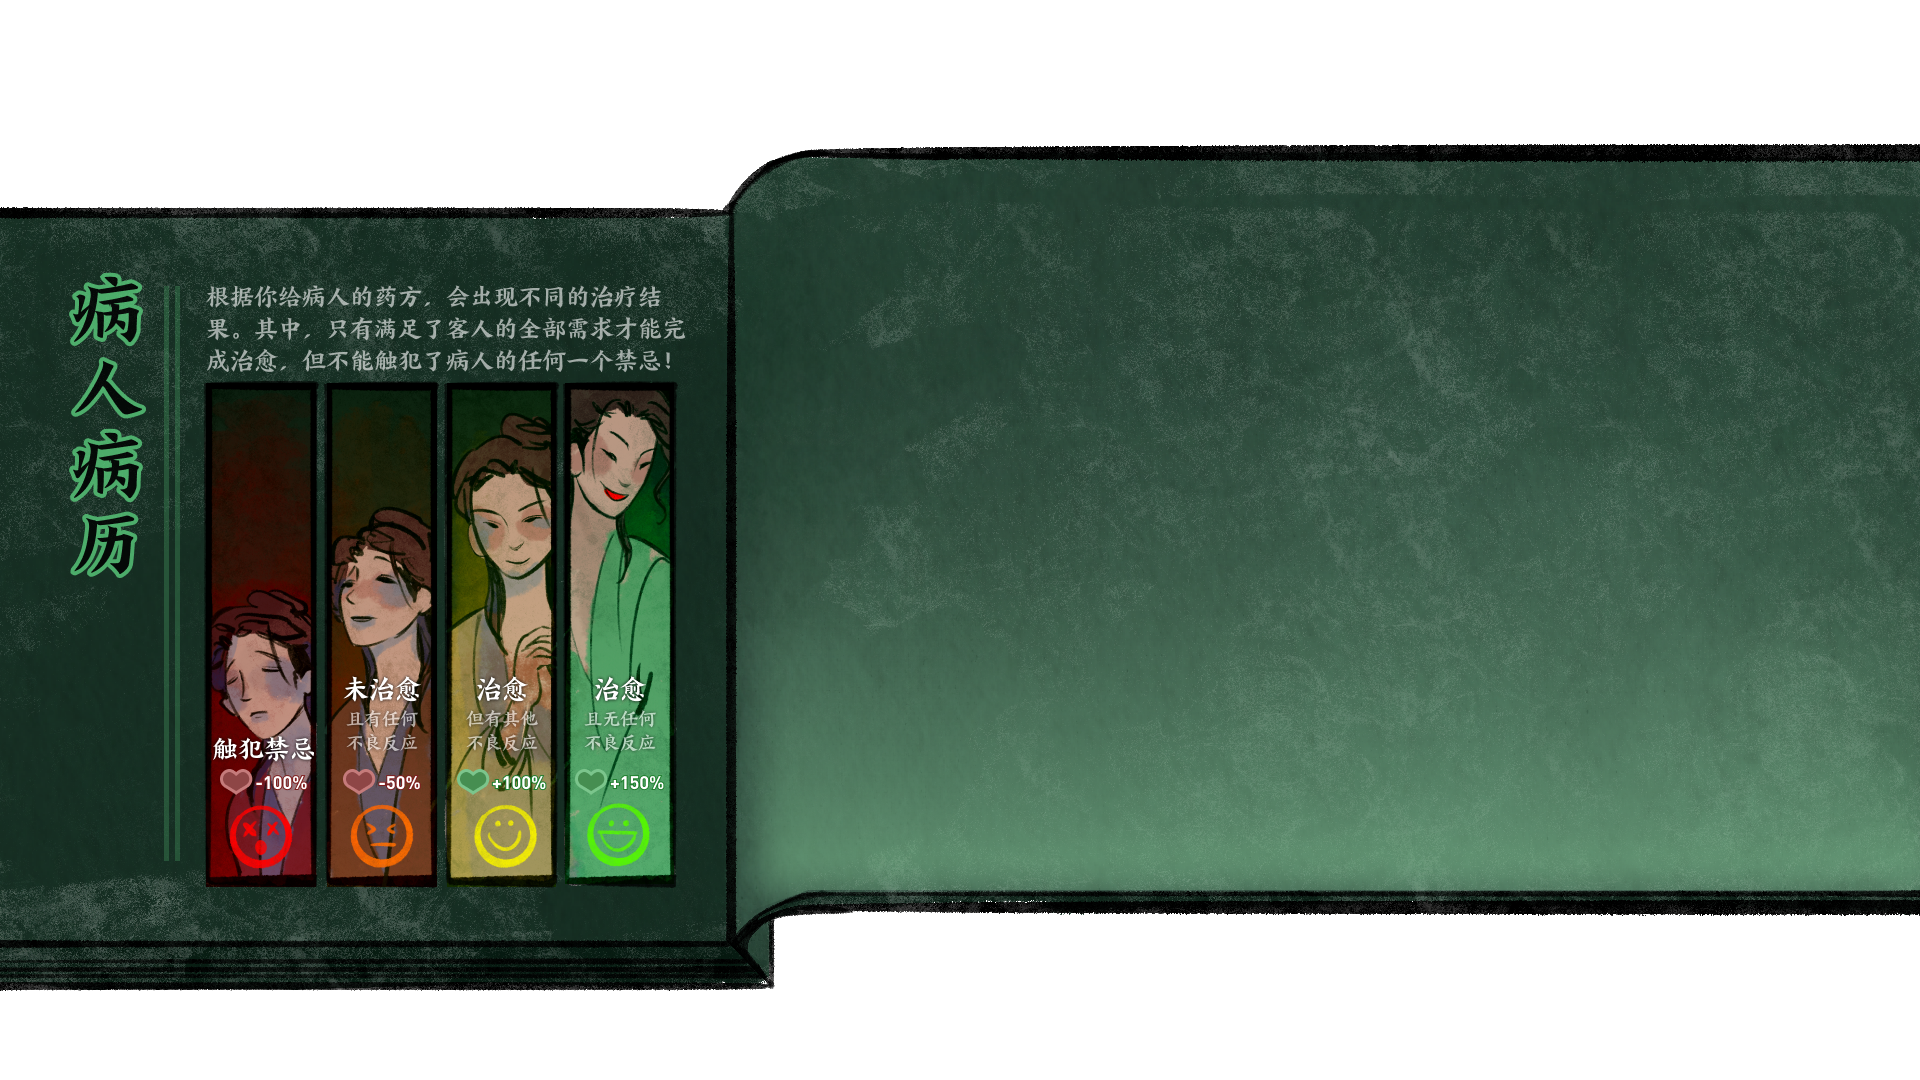 病人病历
根据你给病人的药方，会出现不同的治疗结
果。其中，只有满足了客人的全部需求才能完
成治愈，但不能触犯了病人的任何一个禁忌！
触犯禁忌
-100%
未治愈
且有任何
不良反应
-50%
治愈
但有其他
不良反应
+100%
治愈
且无任何
不良反应
+150%